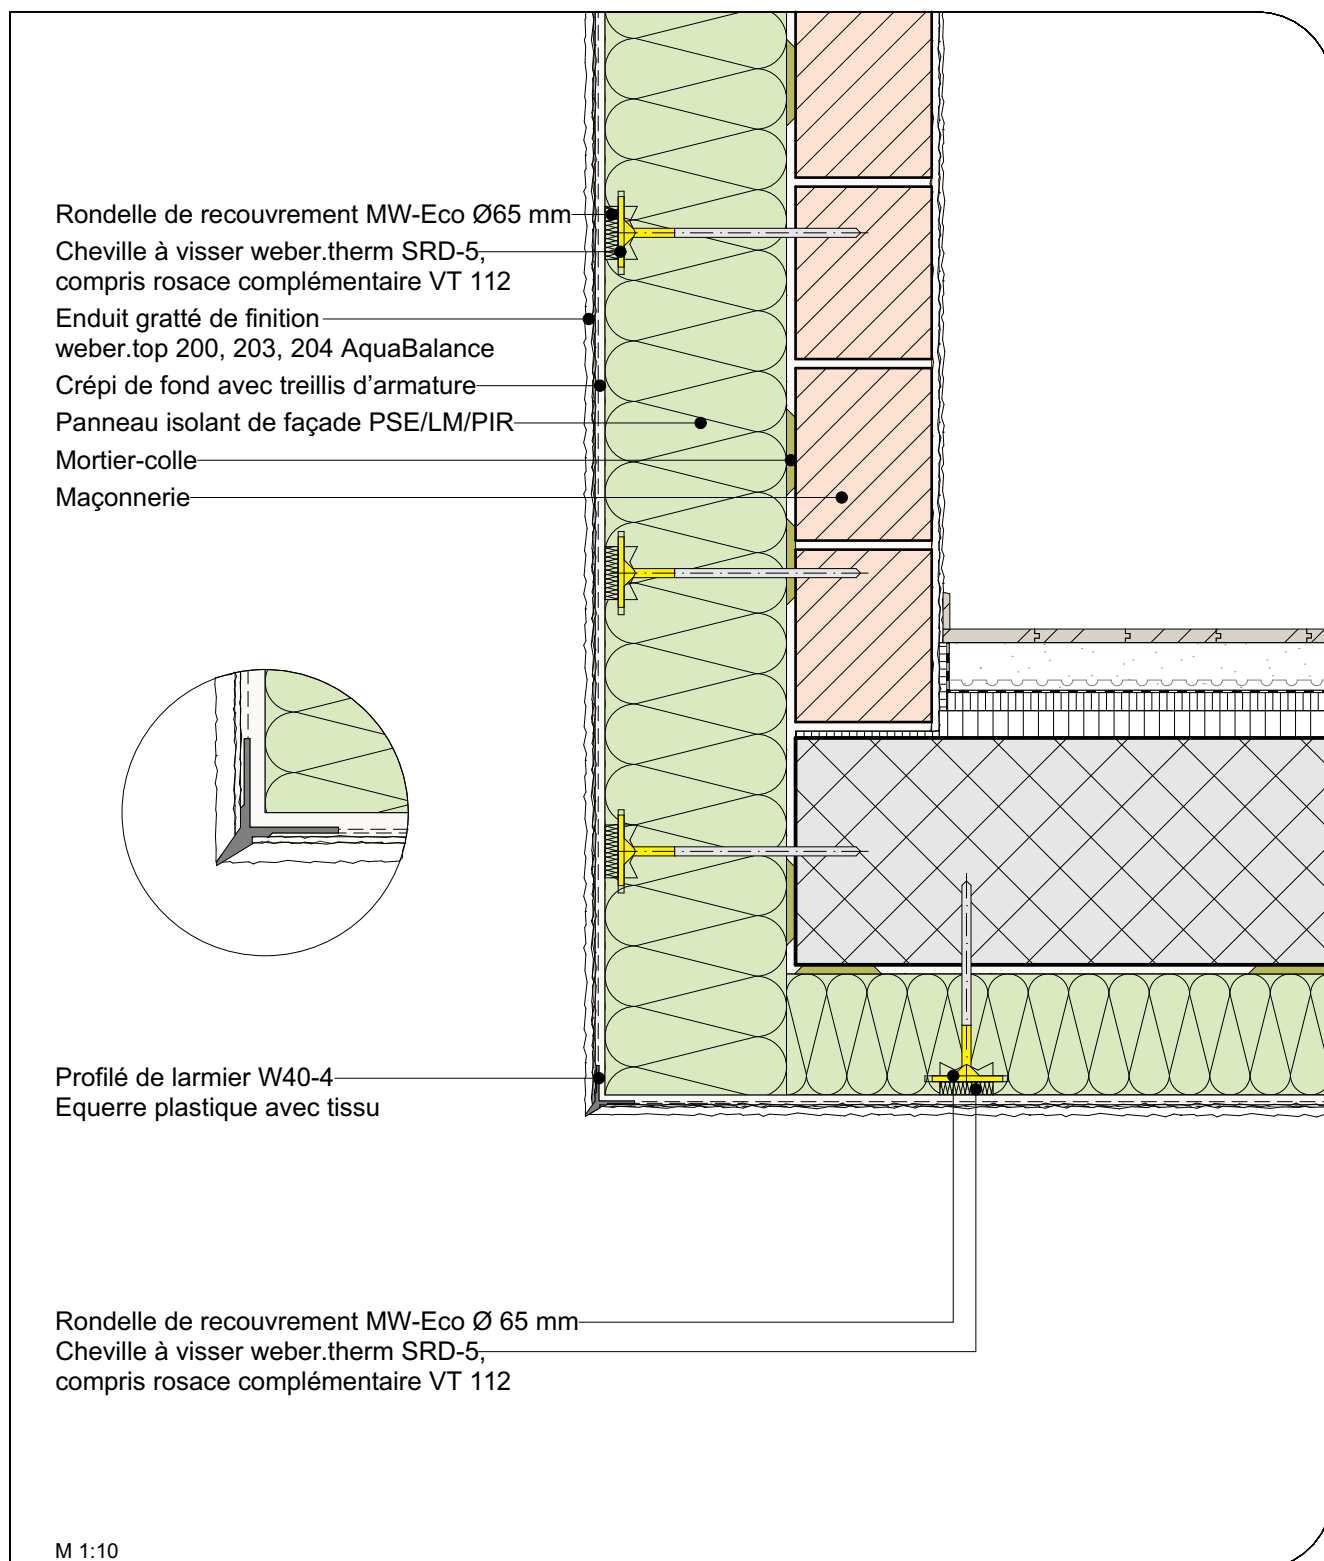 Rondelle de recouvrement MW-Eco Ø65 mm
Cheville à visser weber.therm SRD-5,
compris rosace complémentaire VT 112
Enduit gratté de finition
weber.top 200, 203, 204 AquaBalance
Crépi de fond avec treillis d'armature
Panneau isolant de façade PSE/LM/PIR
Mortier-colle
Maçonnerie
Profilé de larmier W40-4
Equerre plastique avec tissu
Rondelle de recouvrement MW-Eco Ø 65 mm
Cheville à visser weber.therm SRD-5,
compris rosace complémentaire VT 112
M 1:10